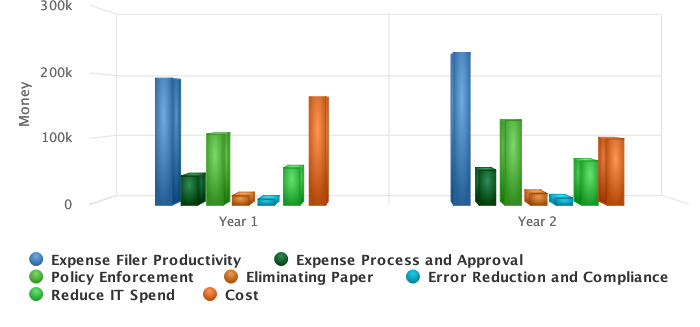 300k
200k
100k
0
Money
Year 1 Year 2
Expense Filer Productivity Expense Process and Approval
Policy Enforcement Eliminating Paper Error Reduction and Compliance
Reduce IT Spend Cost